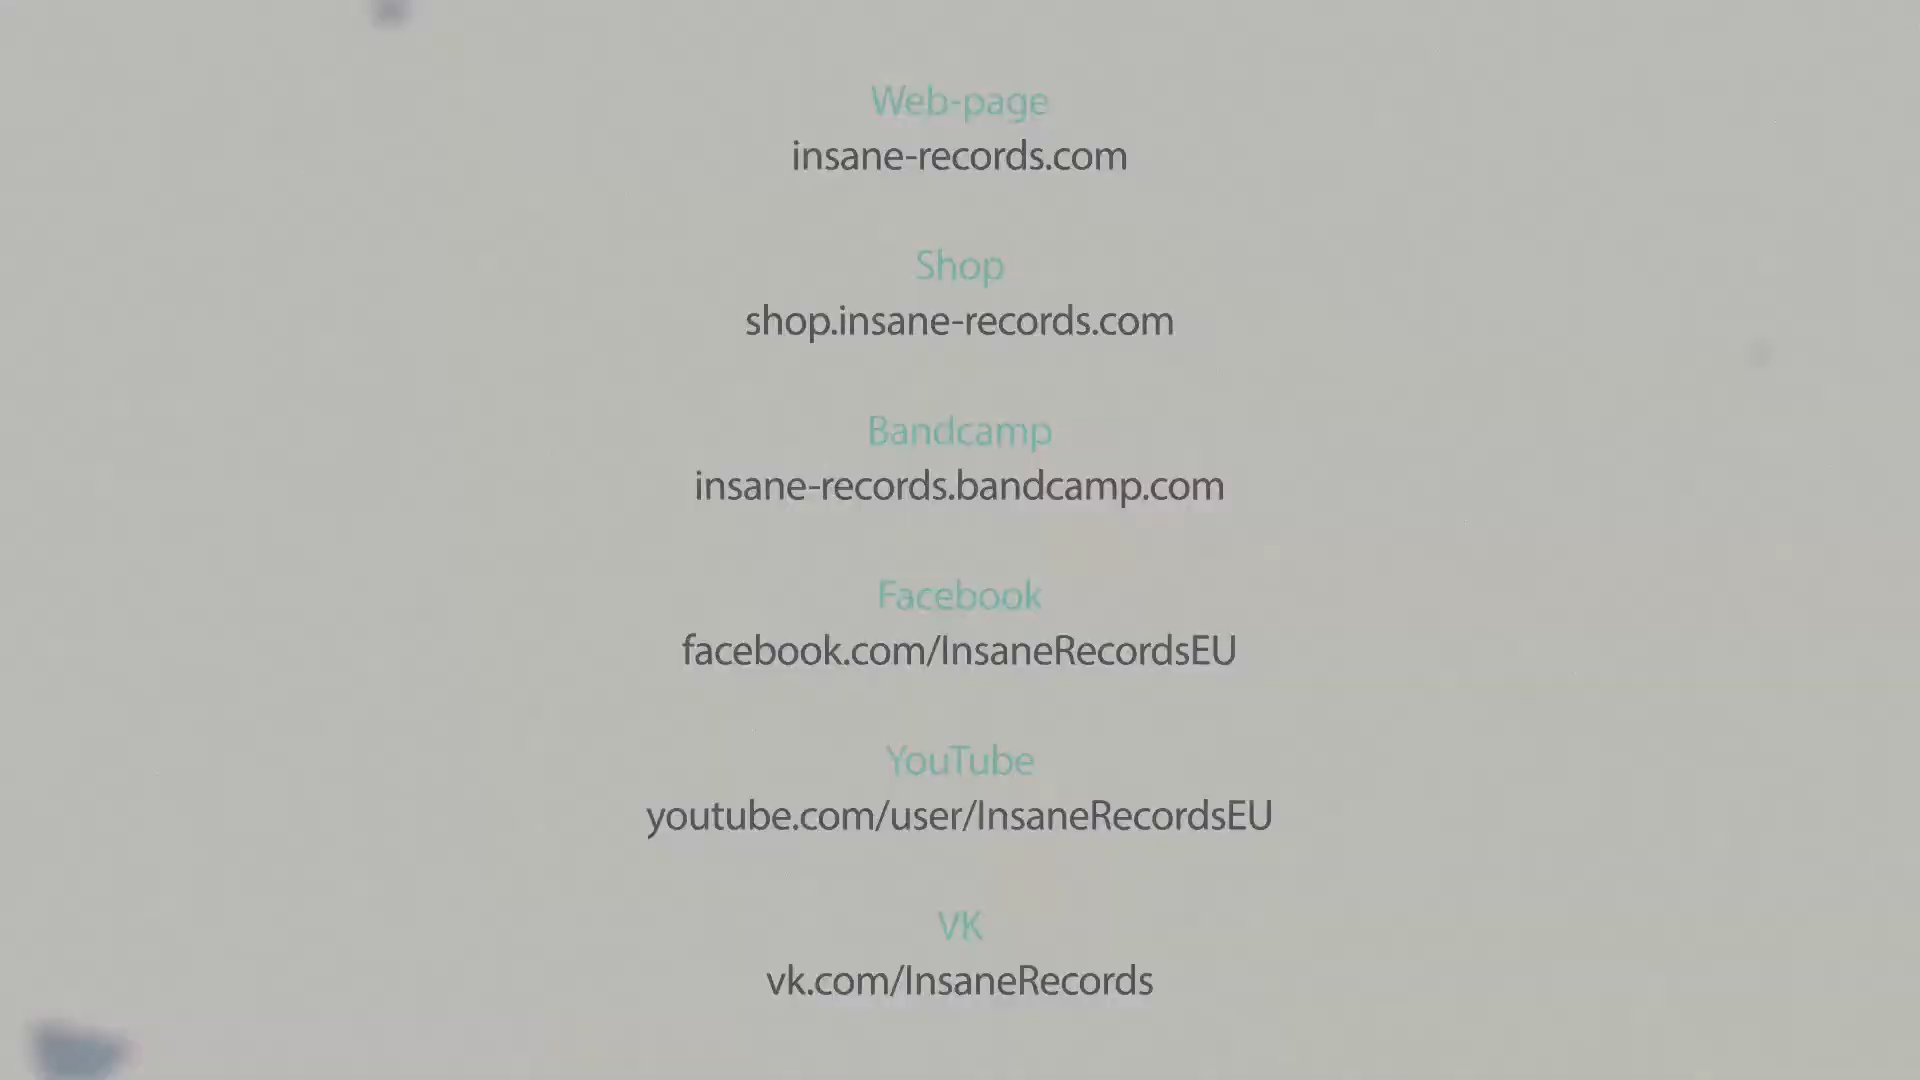 Web-page
insane-records.com
Shop
shop.insane-records.com
Bandcamp
insane-records.bandcamp.com
Facebook
facebook.com/InsaneRecordsEU
YouTube
youtube.com/user/InsaneRecordsEU
VK
vk.com/InsaneRecords